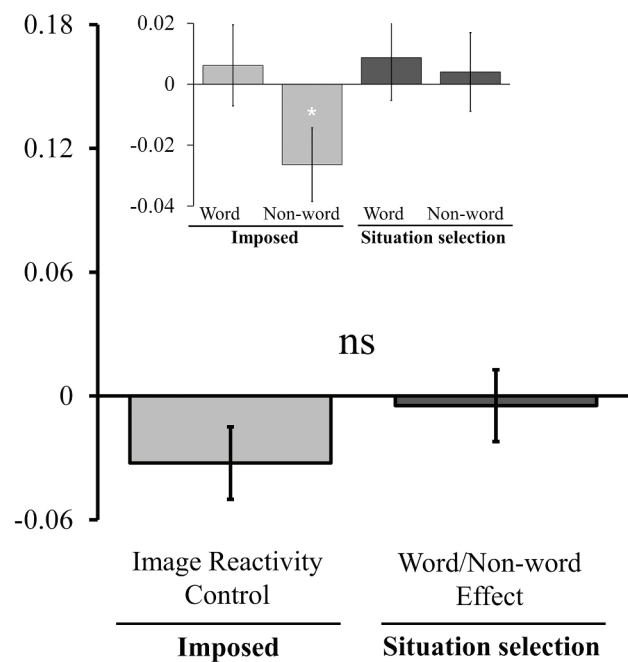 0.18
0.12
0.06
0
-0.06
0.02
0
-0.02
-0.04
*
Word Non-word Word Non-word
Imposed Situation selection
ns
Image Reactivity Word/Non-word
Control Effect
Imposed Situation selection